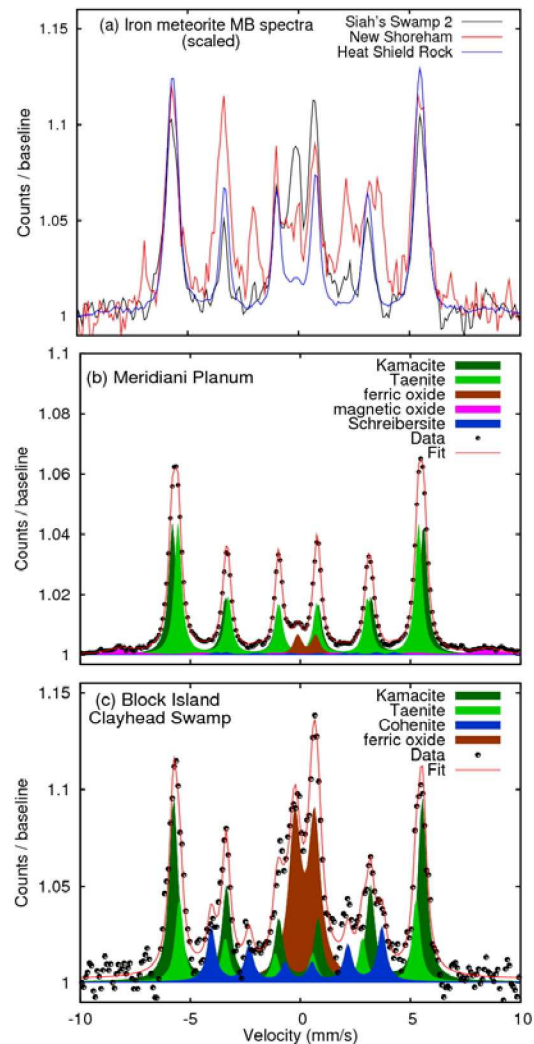 (a) Iron meteorite MB spectra
(scaled)
Siah's Swamp 2
New Shoreham
Heat Shield Rock
Counts / baseline
1.15
1.1
1.05
1
(b) Meridiani Planum
Kamacite
Taenite
ferric oxide
magnetic oxide
Schreibersite
Data
Fit
Counts / baseline
1.1
1.08
1.06
1.04
1.02
1
(c) Block Island
Clayhead Swamp
Kamacite
Taenite
Cohenite
ferric oxide
Data
Fit
Counts / baseline
1.15
1.1
1.05
1
-10
-5
0
5
10
Velocity (mm/s)